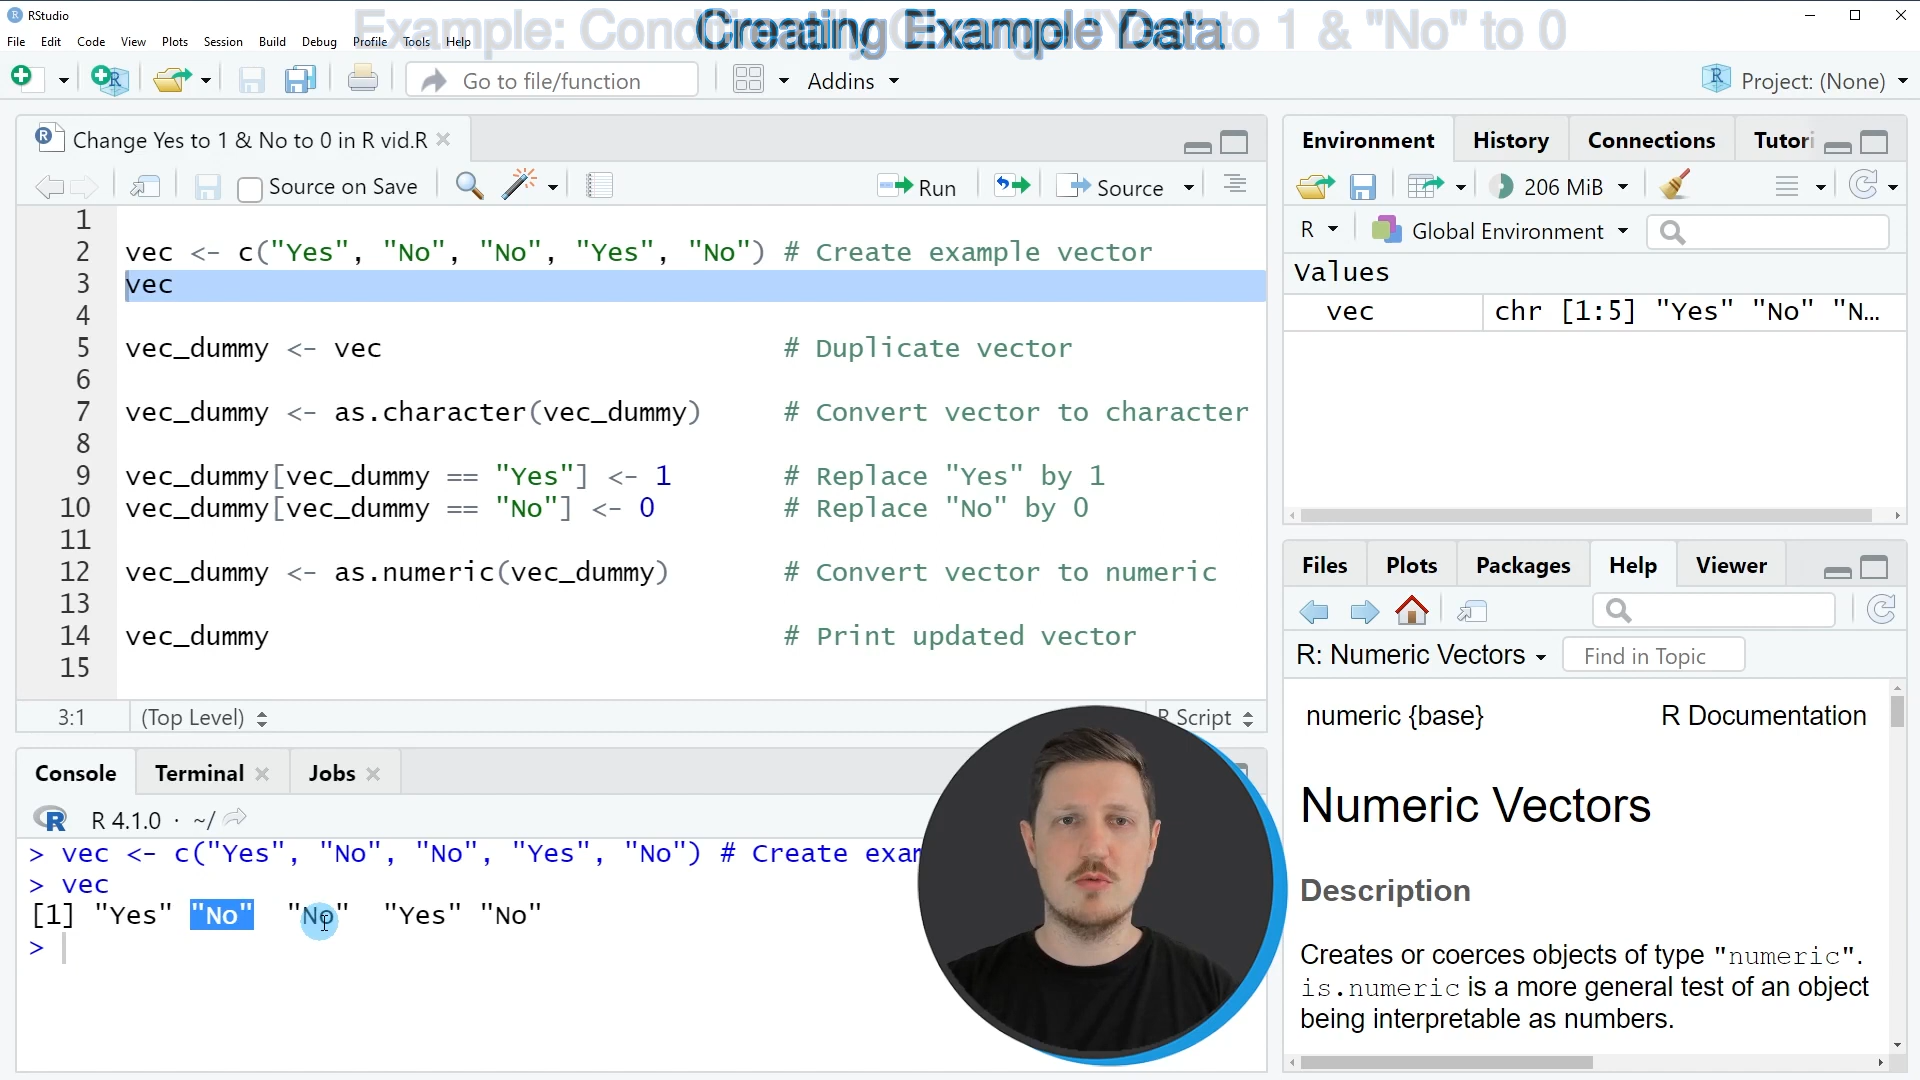 RStudio
Creating Example Data
to 1 & "No" to 0
File Edit Code View Plots Session Build Debug Profile Tools Help
Go to file/function
Addins
Project: (None)
Change Yes to 1 & No to 0 in R vid.R
Source on Save
Run
Source
1
2 vec <- c("Yes", "No", "No", "Yes", "No") # Create example vector
3 vec
4
5 vec_dummy <- vec # Duplicate vector
6
7 vec_dummy <- as.character(vec_dummy) # Convert vector to character
8
9 vec_dummy[vec_dummy == "Yes"] <- 1 # Replace "Yes" by 1
10 vec_dummy[vec_dummy == "No"] <- 0 # Replace "No" by 0
11
12 vec_dummy <- as.numeric(vec_dummy) # Convert vector to numeric
13
14 vec_dummy # Print updated vector
15
3:1 (Top Level) R Script
Console Terminal Jobs
R 4.1.0 · ~/
> vec <- c("Yes", "No", "No", "Yes", "No") # Create exam
> vec
[1] "Yes" "No" "No" "Yes" "No"
>
Environment History Connections Tutori
206 MiB
R Global Environment
Values
vec chr [1:5] "Yes" "No" "N...
Files Plots Packages Help Viewer
R: Numeric Vectors Find in Topic
numeric {base} R Documentation
Numeric Vectors
Description
Creates or coerces objects of type "numeric".
is.numeric is a more general test of an object
being interpretable as numbers.